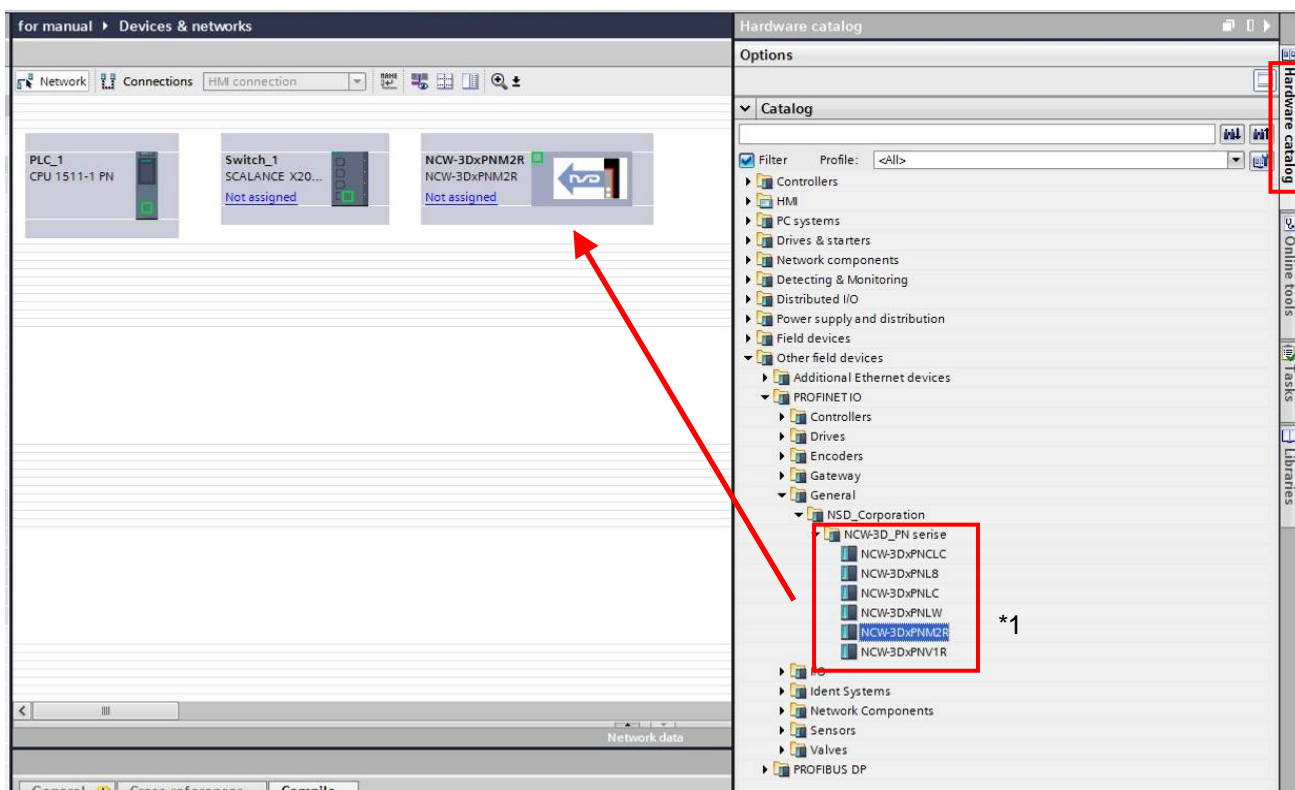 for manual ▸ Devices & networks
Network Connections HMI connection
PLC_1
CPU 1511-1 PN
Switch_1
SCALANCE X20...
Not assigned
NCW-3DxPNM2R
NCW-3DxPNM2R
Not assigned
NSD
Network data
General Cross-references Compile
Hardware catalog
Options
Catalog
Filter Profile: <All>
Controllers
HMI
PC systems
Drives & starters
Network components
Detecting & Monitoring
Distributed I/O
Power supply and distribution
Field devices
Other field devices
Additional Ethernet devices
PROFINET IO
Controllers
Drives
Encoders
Gateway
General
NSD_Corporation
NCW-3D_PN serise
NCW-3DxPNCLC
NCW-3DxPNL8
NCW-3DxPNLC
NCW-3DxPNLW
NCW-3DxPNM2R
NCW-3DxPNV1R
*1
I/O
Ident Systems
Network Components
Sensors
Valves
PROFIBUS DP
Hardware catalog
Online tools
Tasks
Libraries